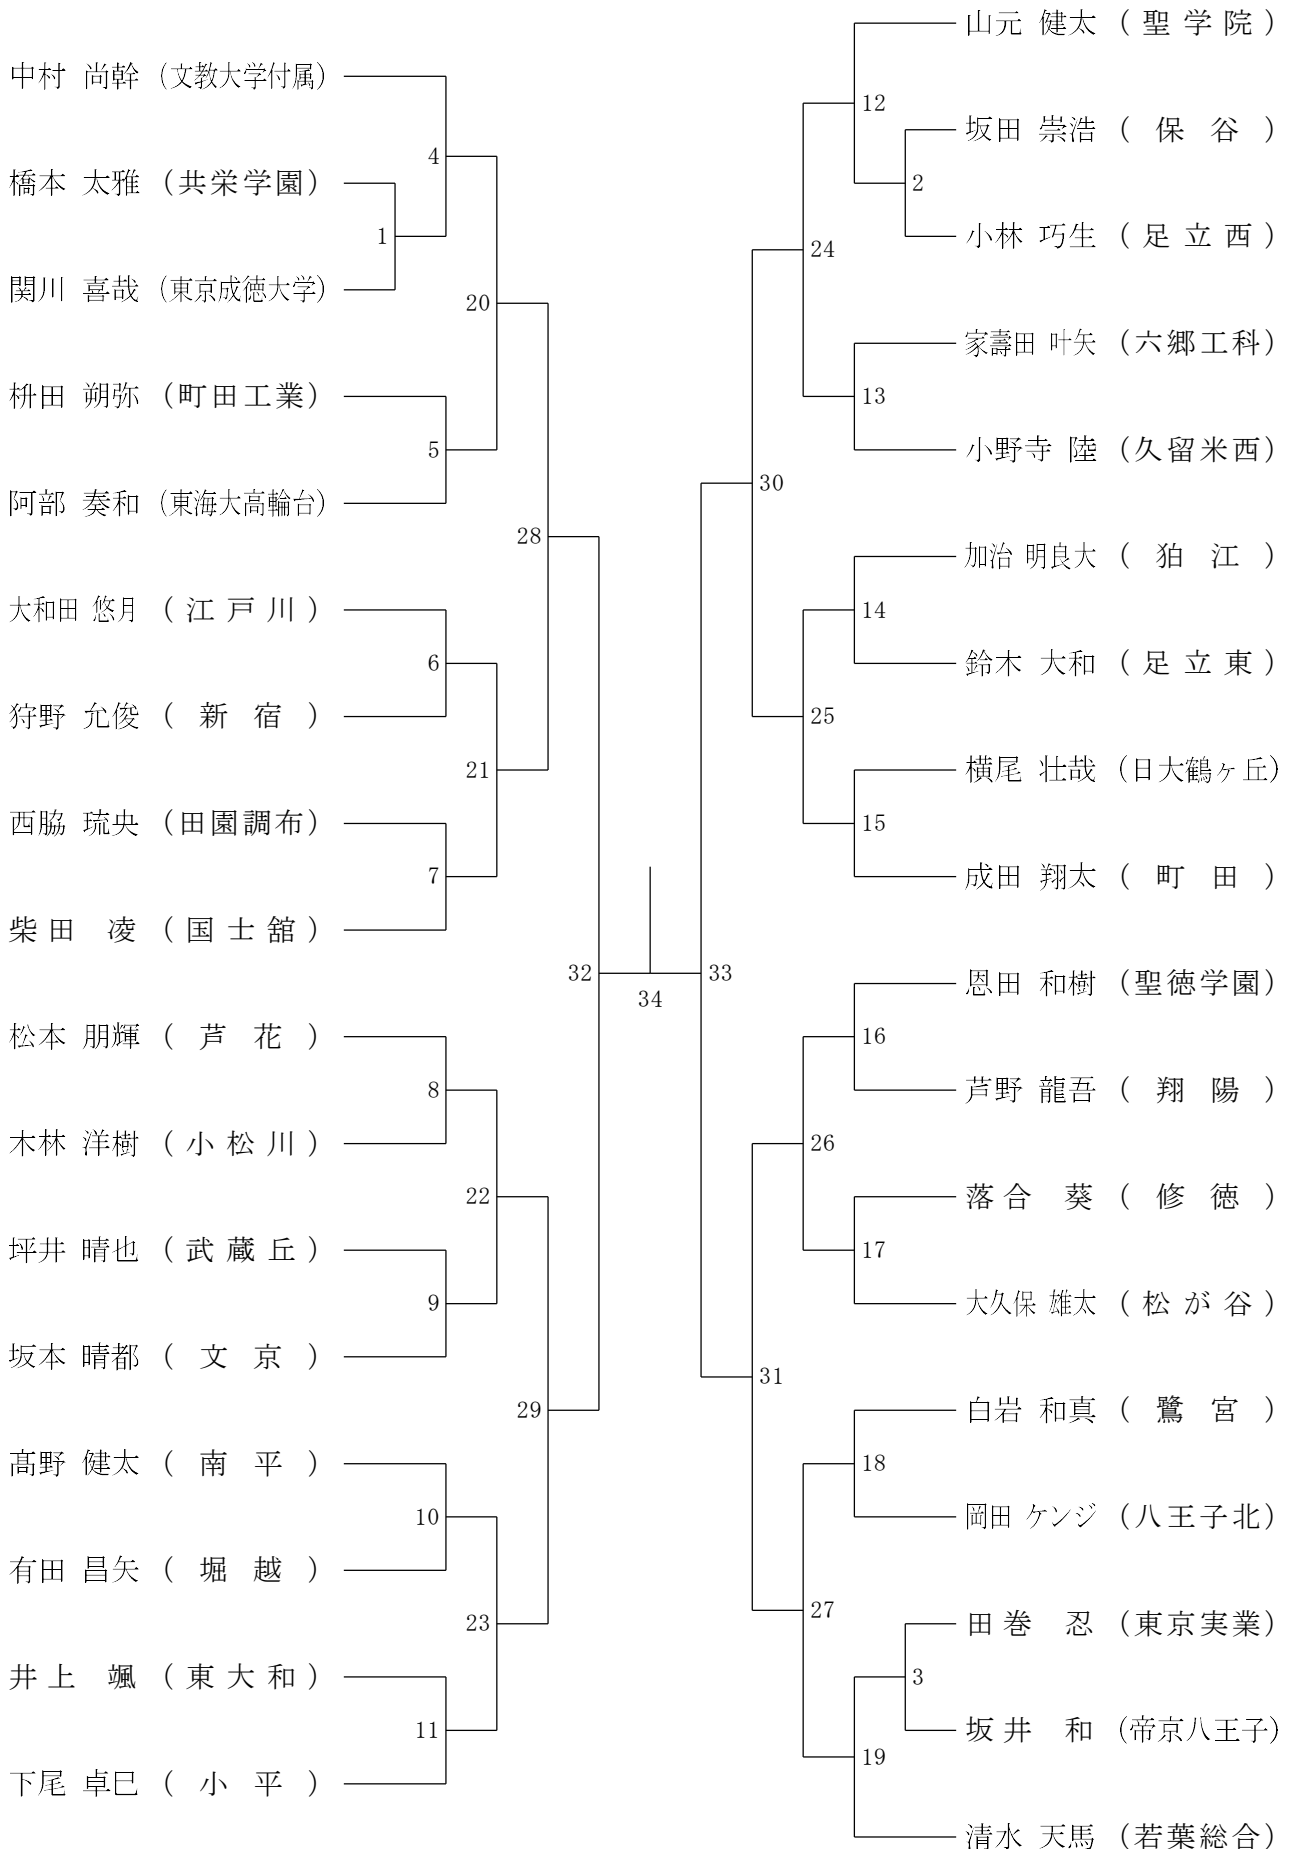 中村 尚幹 (文教大学付属)
4
橋本 太雅 (共栄学園)
1
関川 喜哉 (東京成徳大学)
20
枡田 朔弥 (町田工業)
5
阿部 奏和 (東海大高輪台)
28
大和田 悠月 (江戸川)
6
狩野 允俊 (新宿)
21
西脇 琉央 (田園調布)
7
柴田 凌 (国士舘)
32
松本 朋輝 (芦花)
8
木林 洋樹 (小松川)
22
坪井 晴也 (武蔵丘)
9
坂本 晴都 (文京)
29
髙野 健太 (南平)
10
有田 昌矢 (堀越)
23
井上 颯 (東大和)
11
下尾 卓巳 (小平)
34
山元 健太 (聖学院)
12
坂田 崇浩 (保谷)
2
小林 巧生 (足立西)
24
家壽田 叶矢 (六郷工科)
13
小野寺 陸 (久留米西)
30
加治 明良大 (狛江)
14
鈴木 大和 (足立東)
25
横尾 壮哉 (日大鶴ヶ丘)
15
成田 翔太 (町田)
33
恩田 和樹 (聖徳学園)
16
芦野 龍吾 (翔陽)
26
落合 葵 (修徳)
17
大久保 雄太 (松が谷)
31
白岩 和真 (鷺宮)
18
岡田 ケンジ (八王子北)
27
田巻 忍 (東京実業)
3
坂井 和 (帝京八王子)
19
清水 天馬 (若葉総合)